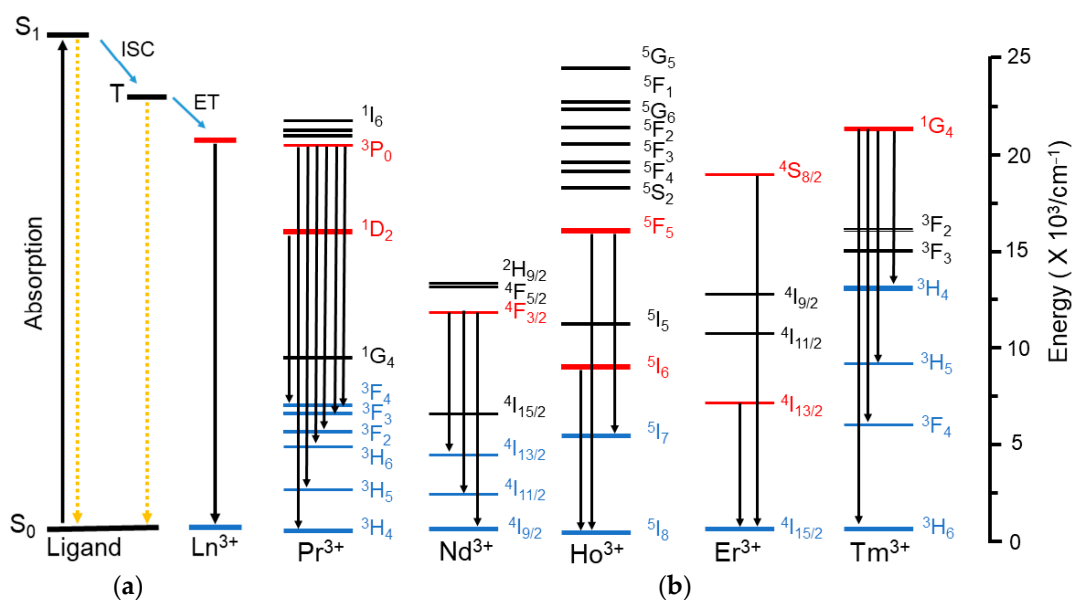 S₁
ISC
T
ET
Absorption
S₀
Ligand
Ln³⁺
(a)
¹I₆
³P₀
¹D₂
¹G₄
³F₄
³F₃
³F₂
³H₆
³H₅
³H₄
Pr³⁺
²H₉/₂
⁴F₅/₂
⁴F₃/₂
⁴I₁₅/₂
⁴I₁₃/₂
⁴I₁₁/₂
⁴I₉/₂
Nd³⁺
⁵G₅
⁵F₁
⁵G₆
⁵F₂
⁵F₃
⁵F₄
⁵S₂
⁵F₅
⁵I₅
⁵I₆
⁵I₇
⁵I₈
Ho³⁺
(b)
⁴S₈/₂
⁴I₉/₂
⁴I₁₁/₂
⁴I₁₃/₂
⁴I₁₅/₂
Er³⁺
¹G₄
³F₂
³F₃
³H₄
³H₅
³F₄
³H₆
Tm³⁺
25
20
15
10
5
0
Energy ( X 10³/cm⁻¹)